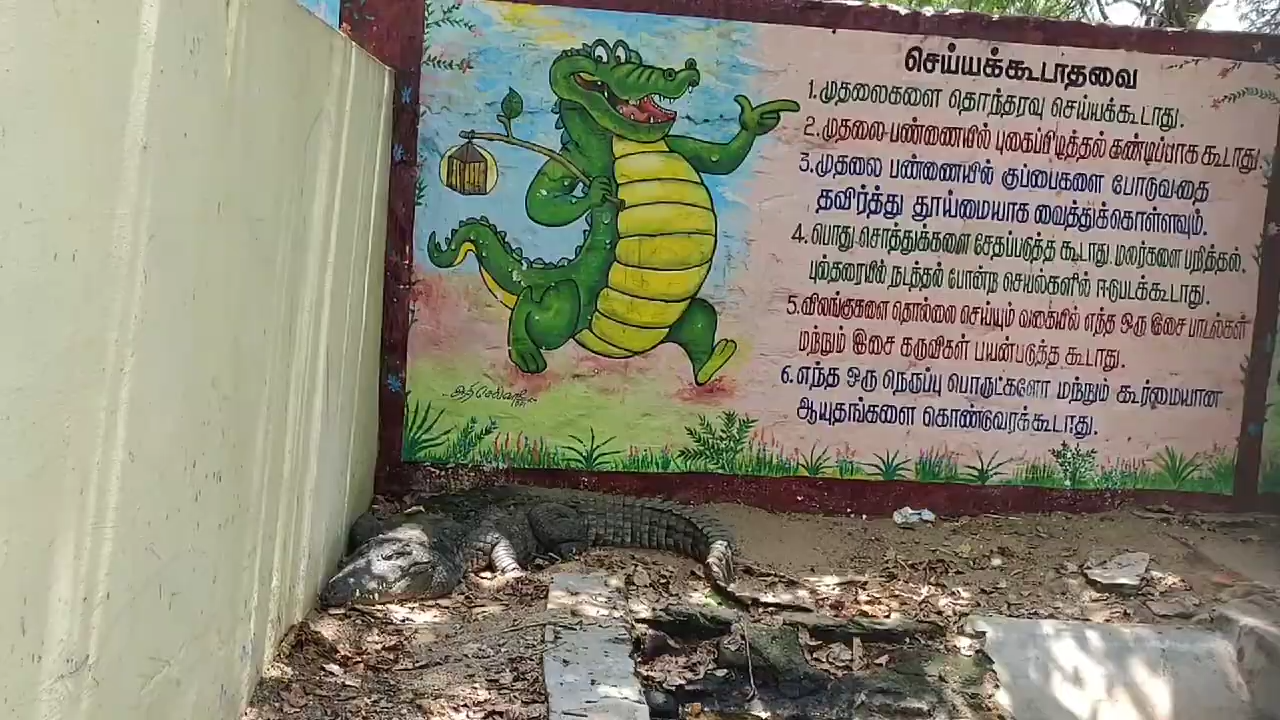 செய்யக்கூடாதவை
1. முதலைகளை தொந்தரவு செய்யக்கூடாது.
2. முதலை பண்ணையில் புகைப்பிடித்தல் கண்டிப்பாக கூடாது.
3. முதலை பண்ணையில் குப்பைகளை போடுவதை
தவிர்த்து தூய்மையாக வைத்துக்கொள்ளவும்.
4. பொது சொத்துக்களை சேதப்படுத்த கூடாது. மலர்களை பறித்தல்.
புல்தரையில் நடத்தல் போன்ற செயல்களில் ஈடுபடக்கூடாது.
5. விலங்குகளை தொல்லை செய்யும் வகையில் எந்த ஒரு இசை பாடல்கள்
மற்றும் இசை கருவிகள் பயன்படுத்த கூடாது.
6. எந்த ஒரு நெருப்பு பொருட்களோ மற்றும் கூர்மையான
ஆயுதங்களை கொண்டுவரக்கூடாது.